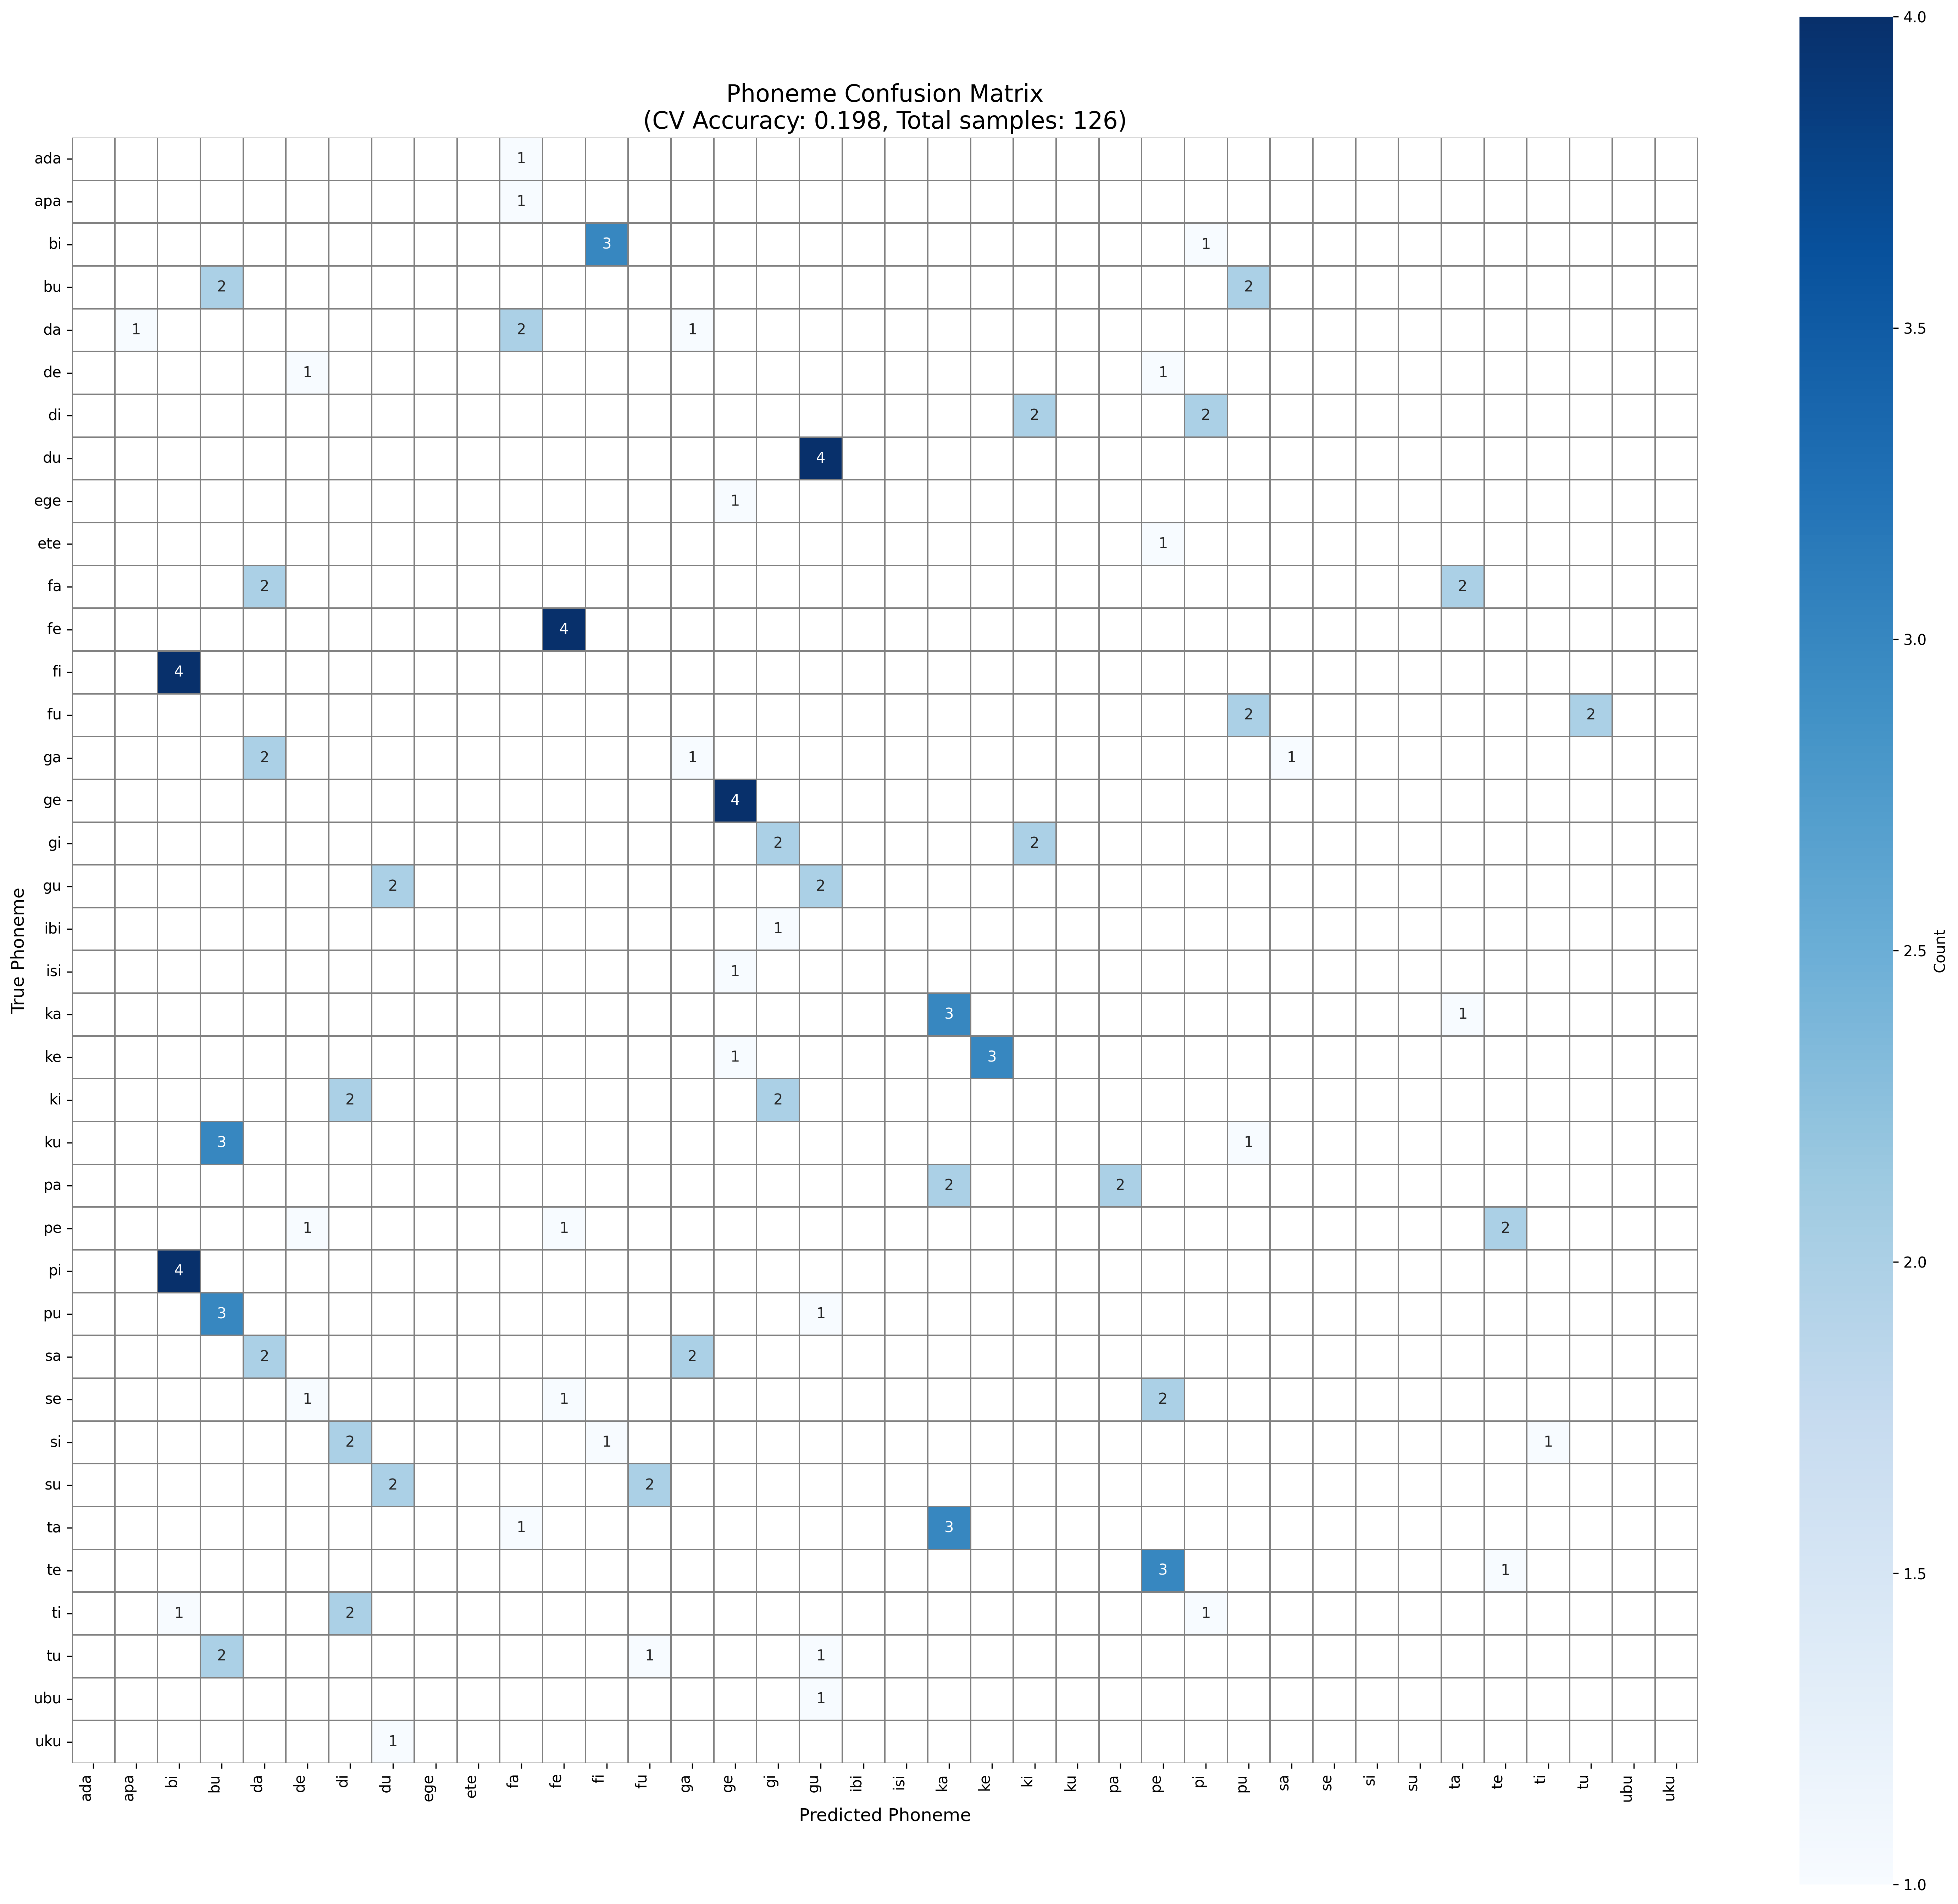 Phoneme Confusion Matrix
(CV Accuracy: 0.198, Total samples: 126)
4.0
3.5
3.0
2.5
2.0
1.5
1.0
Count
True Phoneme
ada 1
apa 1
bi 3 1
bu 2 2
da 1 2 1
de 1 1
di 2 2
du 4
ege 1
ete 1
fa 2 2
fe 4
fi 4
fu 2 2
ga 2 1 1
ge 4
gi 2 2
gu 2 2
ibi 1
isi 1
ka 3 1
ke 1 3
ki 2 2
ku 3 1
pa 2 2
pe 1 1 2
pi 4
pu 3 1
sa 2 2
se 1 1 2
si 2 1 1
su 2 2
ta 1 3
te 3 1
ti 1 2 1
tu 2 1 1
ubu 1
uku 1
ada apa bi bu da de di du ege ete fa fe fi fu ga ge gi gu ibi isi ka ke ki ku pa pe pi pu sa se si su ta te ti tu ubu uku
Predicted Phoneme